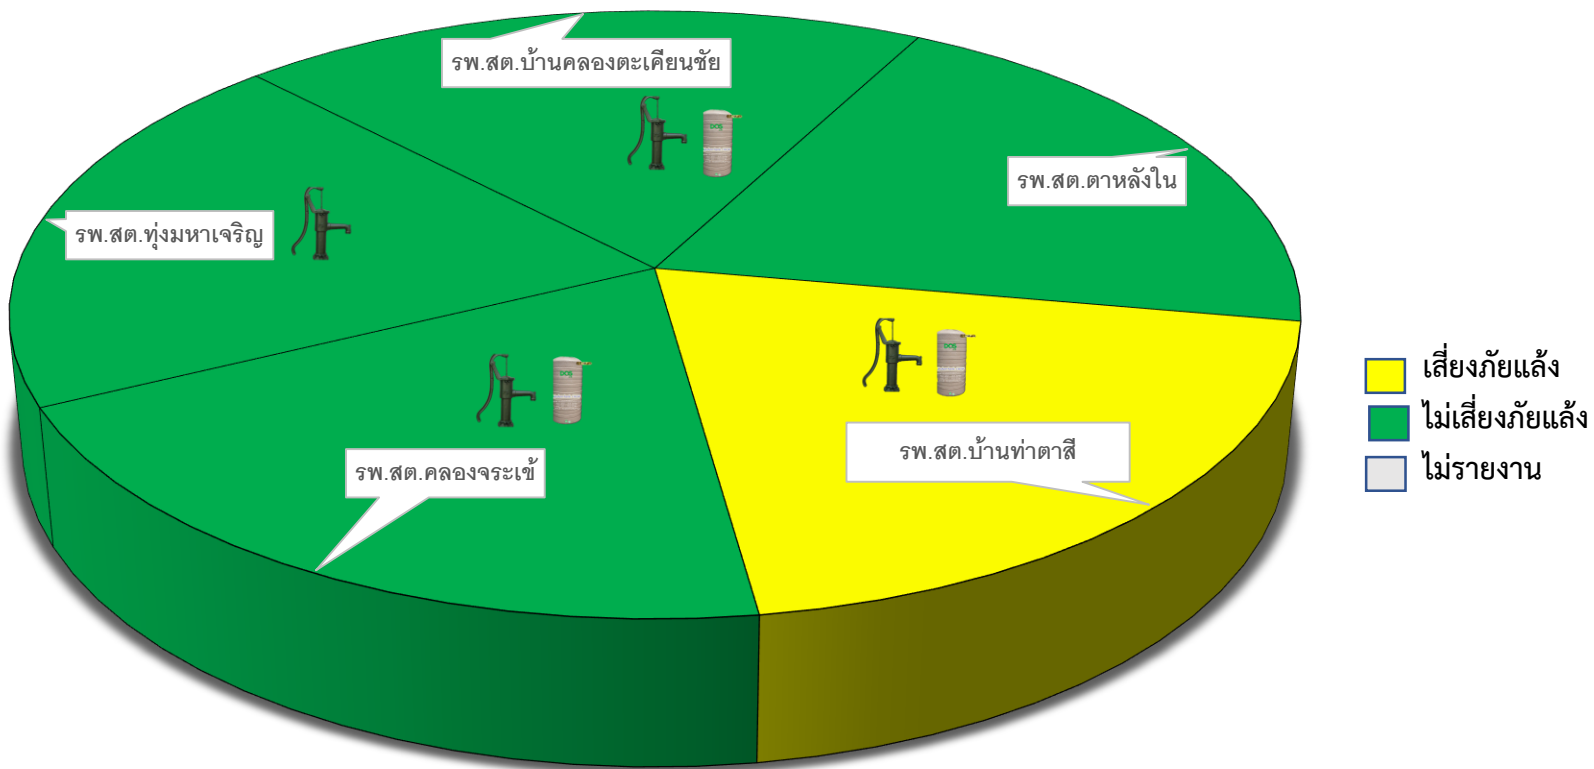 รพ.สต.บ้านคลองตะเคียนชัย
รพ.สต.ตาหลังใน
รพ.สต.ทุ่งมหาเจริญ
รพ.สต.คลองจระเข้
รพ.สต.บ้านท่าตาสี
เสี่ยงภัยแล้ง
ไม่เสี่ยงภัยแล้ง
ไม่รายงาน